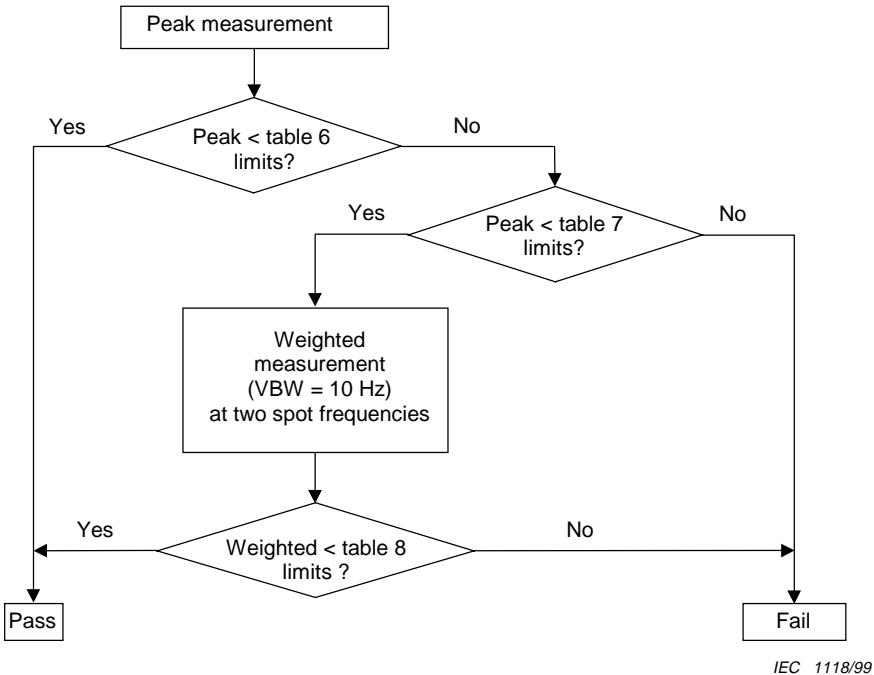 Peak measurement
Yes
Peak < table 6
limits?
No
Yes
Peak < table 7
limits?
No
Weighted
measurement
(VBW = 10 Hz)
at two spot frequencies
Yes
Weighted < table 8
limits ?
No
Pass
Fail
IEC 1118/99